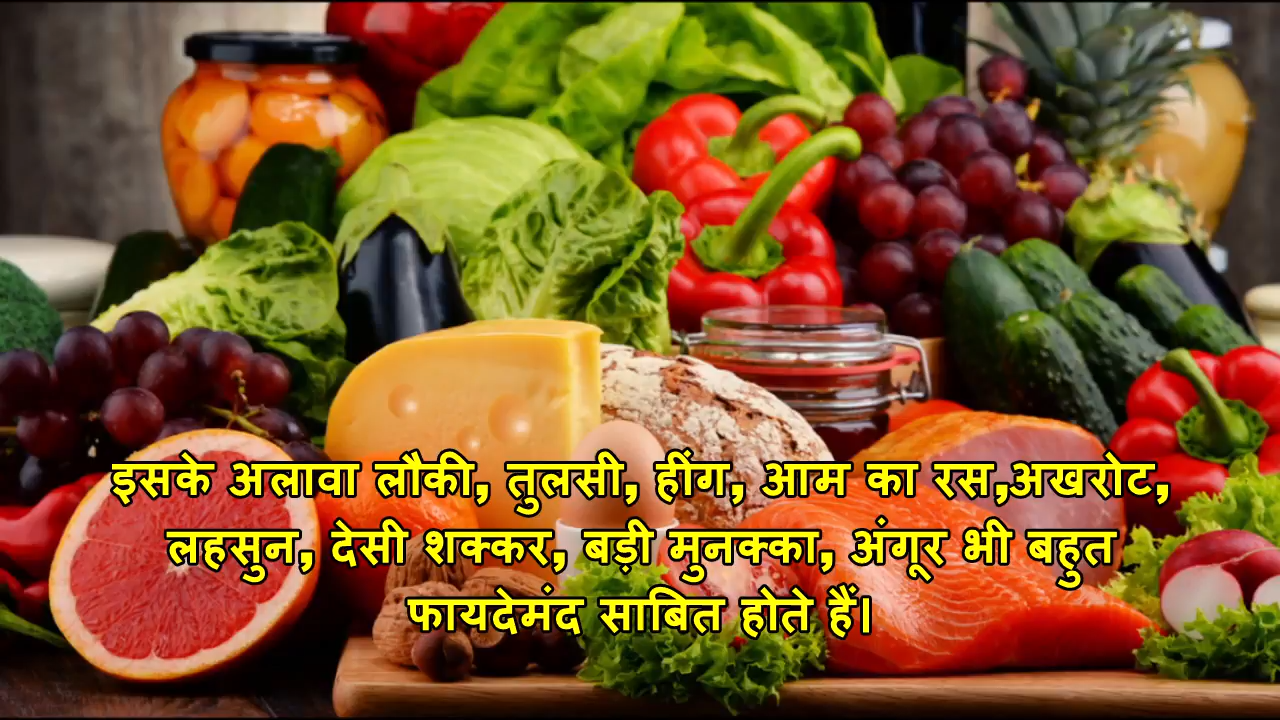 इसके अलावा लौकी, तुलसी, हींग, आम का रस,अखरोट,
लहसुन, देसी शक्कर, बड़ी मुनक्का, अंगूर भी बहुत
फायदेमंद साबित होते हैं।